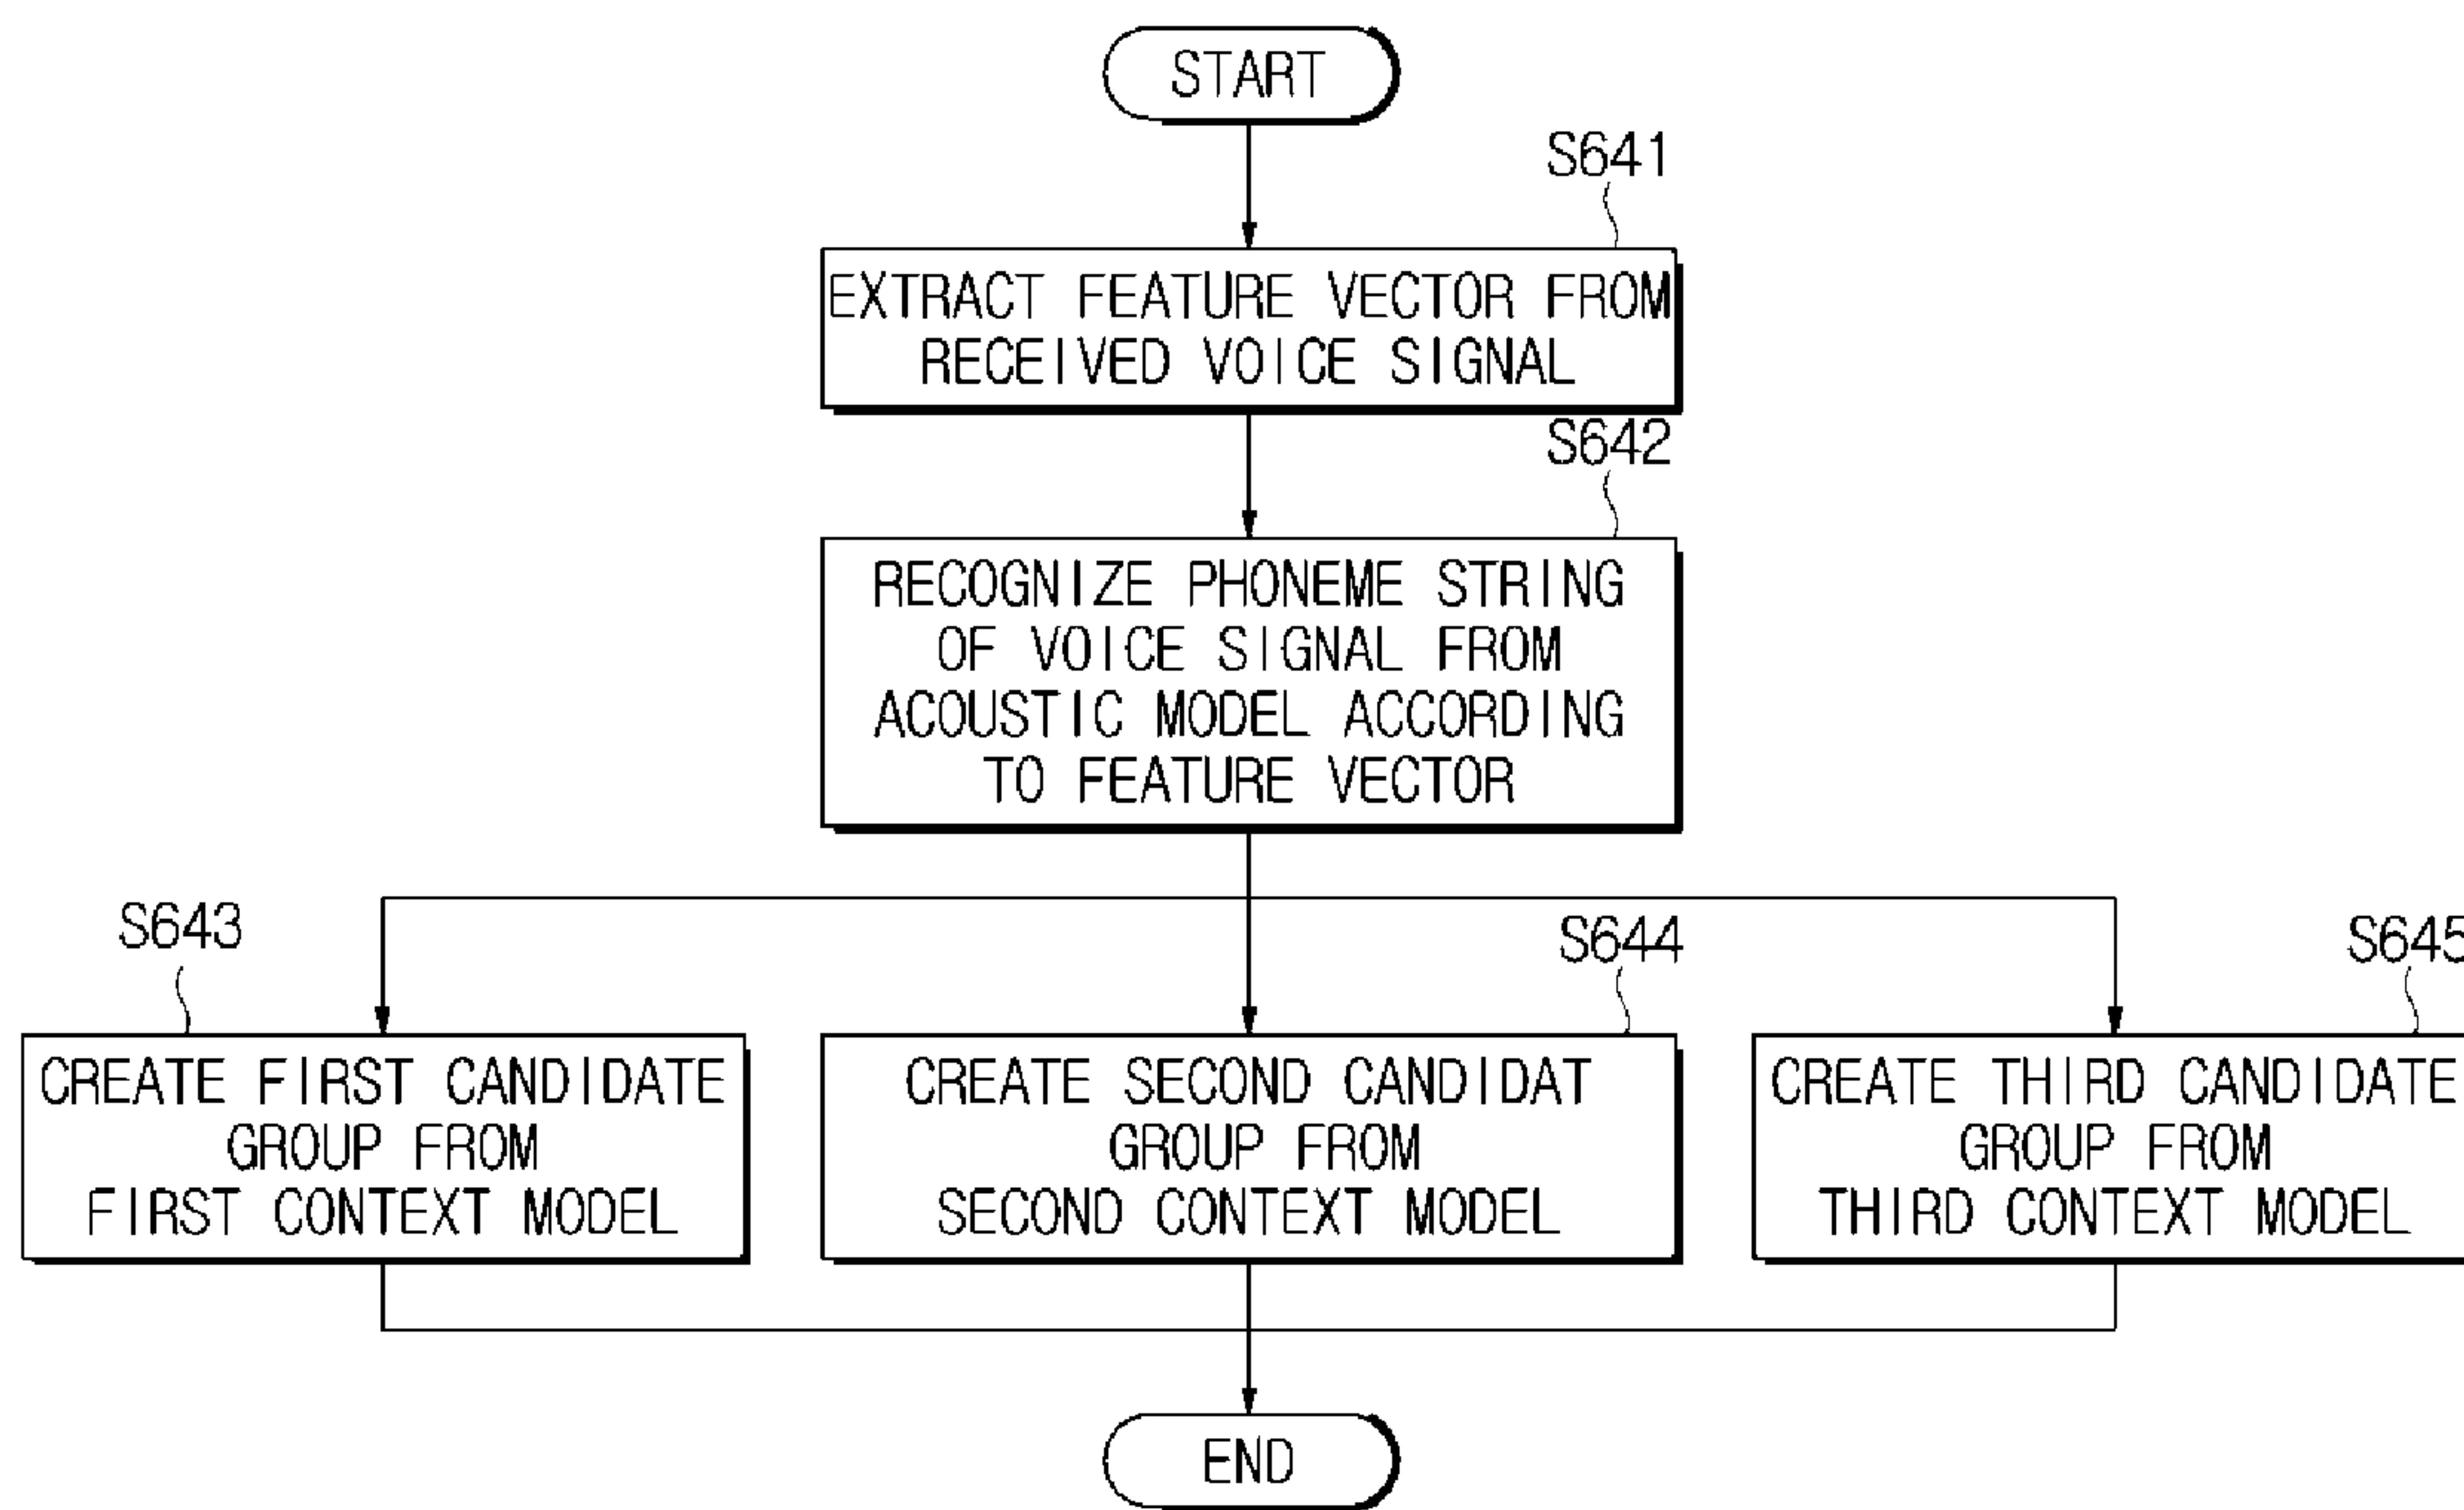 START
S641
EXTRACT FEATURE VECTOR FROM
RECEIVED VOICE SIGNAL
S642
RECOGNIZE PHONEME STRING
OF VOICE SIGNAL FROM
ACOUSTIC MODEL ACCORDING
TO FEATURE VECTOR
S643
CREATE FIRST CANDIDATE
GROUP FROM
FIRST CONTEXT MODEL
S644
CREATE SECOND CANDIDAT
GROUP FROM
SECOND CONTEXT MODEL
S645
CREATE THIRD CANDIDATE
GROUP FROM
THIRD CONTEXT MODEL
END